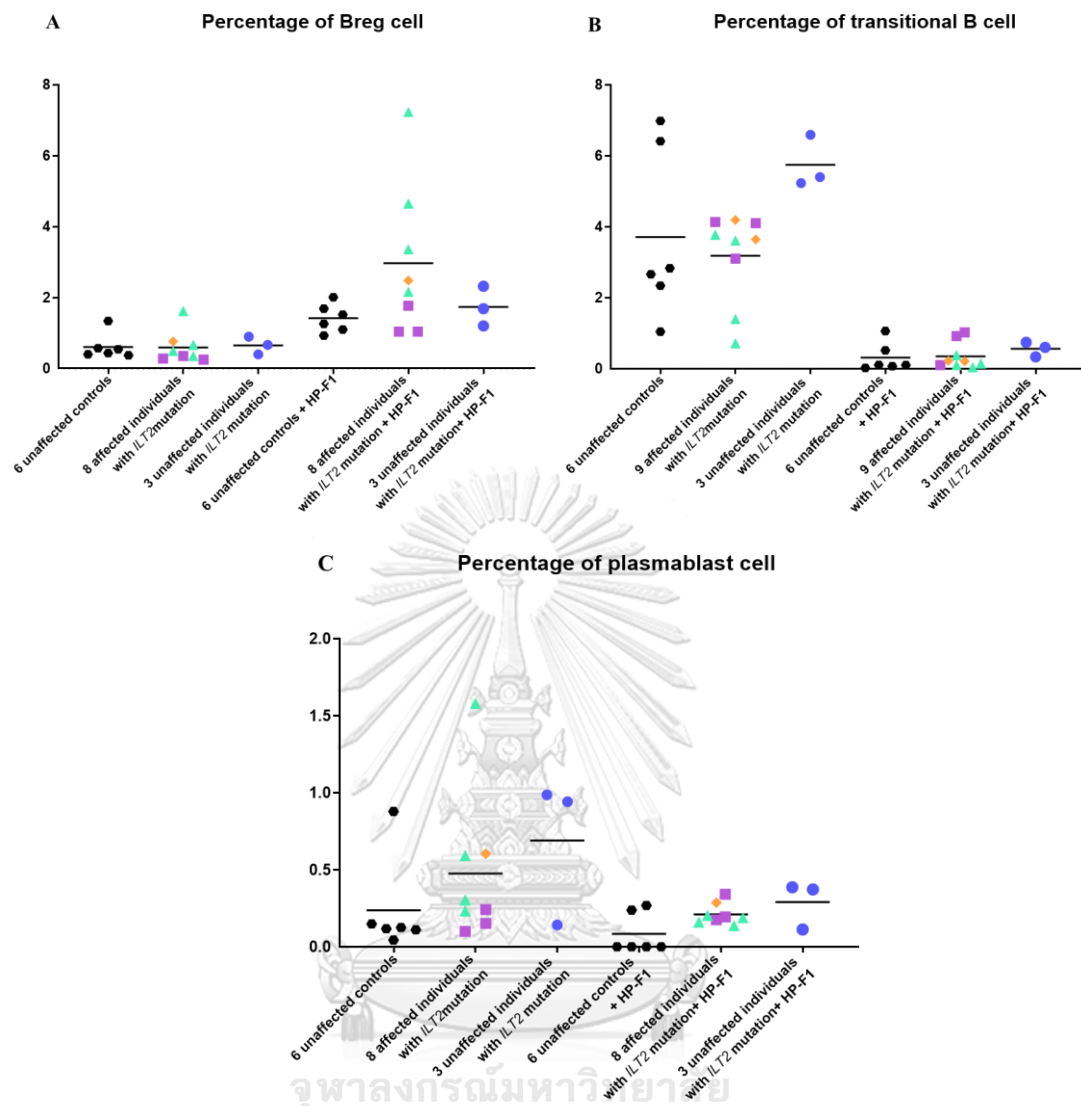 A
Percentage of Breg cell
8
6
4
2
0
6 unaffected controls
8 affected individuals
with ILT2mutation
3 unaffected individuals
with ILT2 mutation
6 unaffected controls + HP-F1
8 affected individuals
with ILT2 mutation + HP-F1
3 unaffected individuals
with ILT2 mutation+ HP-F1
B
Percentage of transitional B cell
8
6
4
2
0
6 unaffected controls
9 affected individuals
with ILT2mutation
3 unaffected individuals
with ILT2 mutation
6 unaffected controls
+ HP-F1
9 affected individuals
with ILT2 mutation + HP-F1
3 unaffected individuals
with ILT2 mutation+ HP-F1
C
Percentage of plasmablast cell
2.0
1.5
1.0
0.5
0.0
6 unaffected controls
8 affected individuals
with ILT2mutation
3 unaffected individuals
with ILT2 mutation
6 unaffected controls
+ HP-F1
8 affected individuals
with ILT2 mutation+ HP-F1
3 unaffected individuals
with ILT2 mutation+ HP-F1
จุฬาลงกรณ์มหาวิทยาลัย